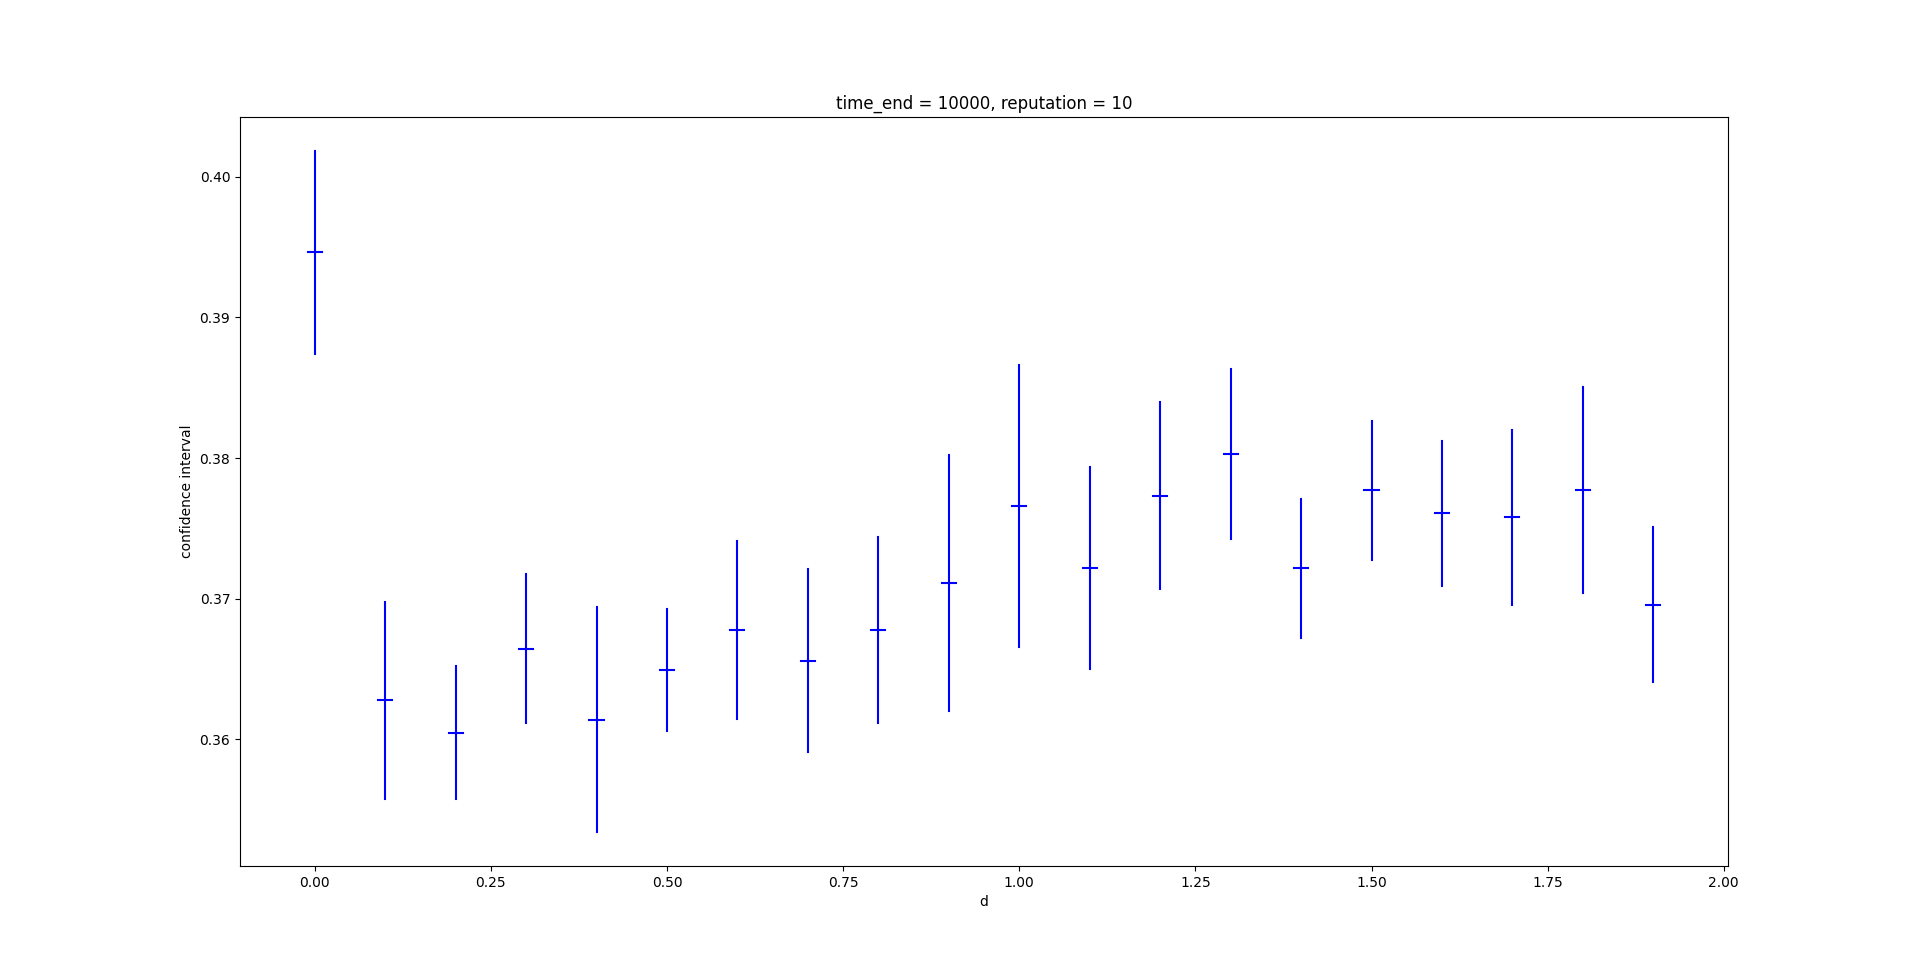 time_end = 10000, reputation = 10
0.40
0.39
0.38
0.37
0.36
confidence interval
0.00 0.25 0.50 0.75 1.00 1.25 1.50 1.75 2.00
d